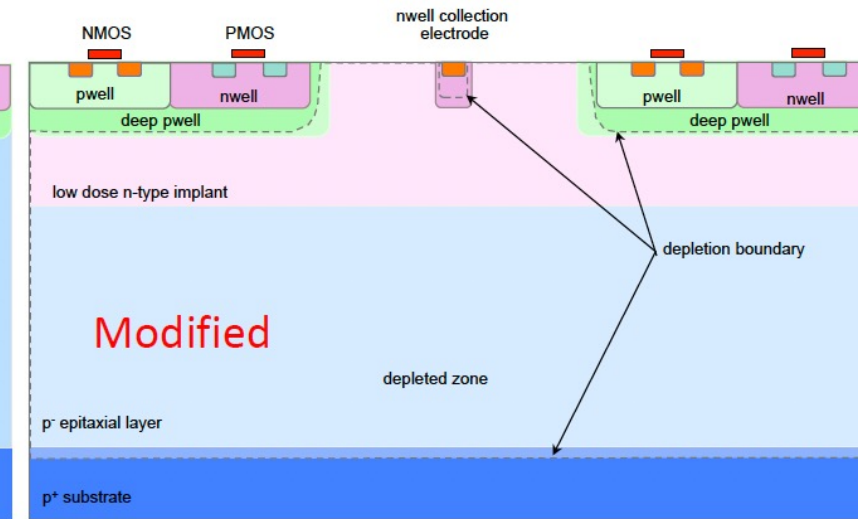 NMOS
PMOS
nwell collection
electrode
pwell
nwell
pwell
nwell
deep pwell
deep pwell
low dose n-type implant
depletion boundary
Modified
depleted zone
p- epitaxial layer
p+ substrate